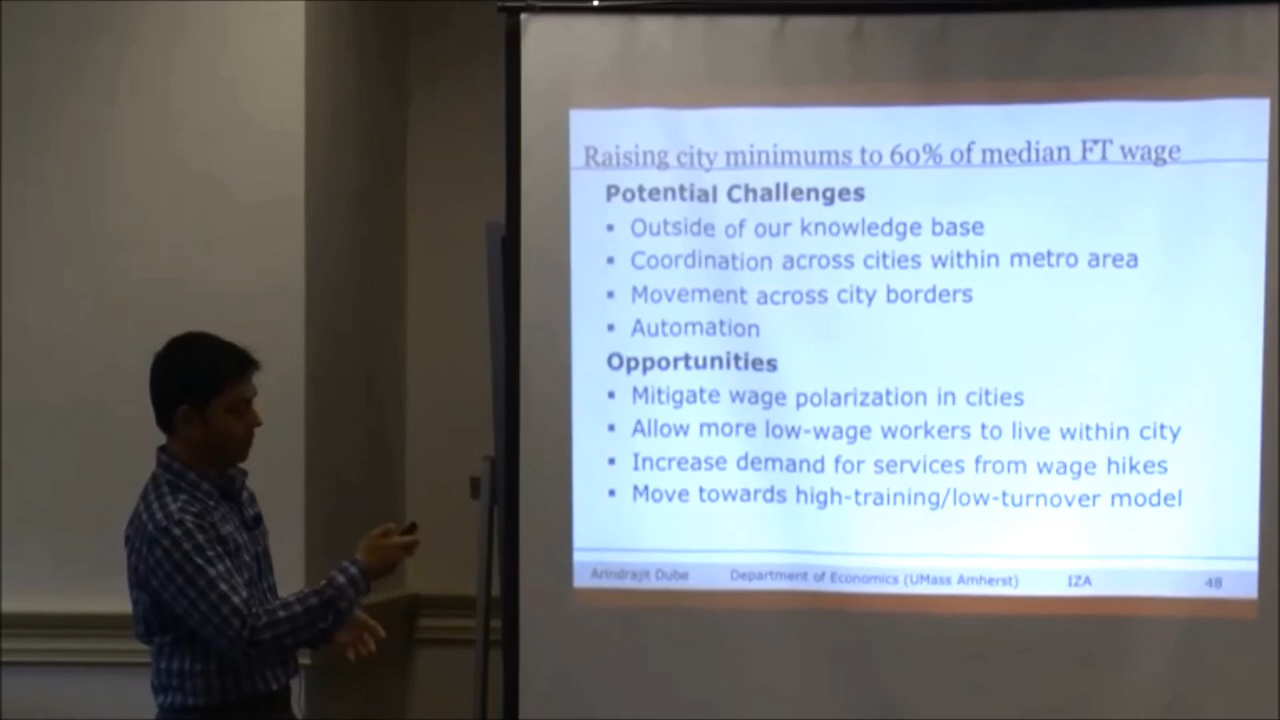 Raising city minimums to 60% of median FT wage
Potential Challenges
▪ Outside of our knowledge base
▪ Coordination across cities within metro area
▪ Movement across city borders
▪ Automation
Opportunities
▪ Mitigate wage polarization in cities
▪ Allow more low-wage workers to live within city
▪ Increase demand for services from wage hikes
▪ Move towards high-training/low-turnover model
Arindrajit Dube Department of Economics (UMass Amherst) IZA 48